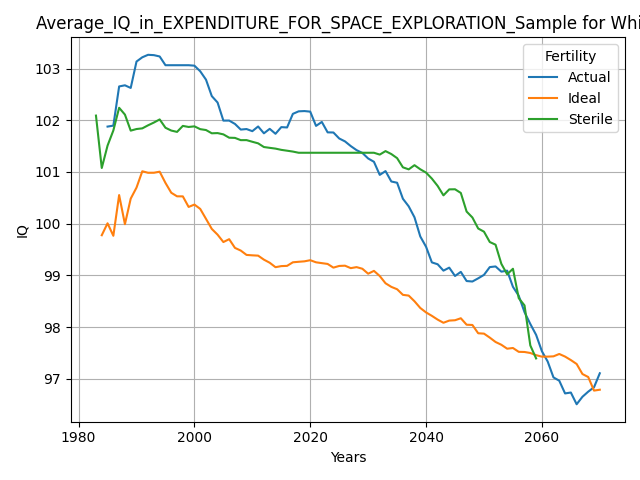 Average_IQ_in_EXPENDITURE_FOR_SPACE_EXPLORATION_Sample for Whi
Fertility
Actual
Ideal
Sterile
IQ
103
102
101
100
99
98
97
1980
2000
2020
2040
2060
Years